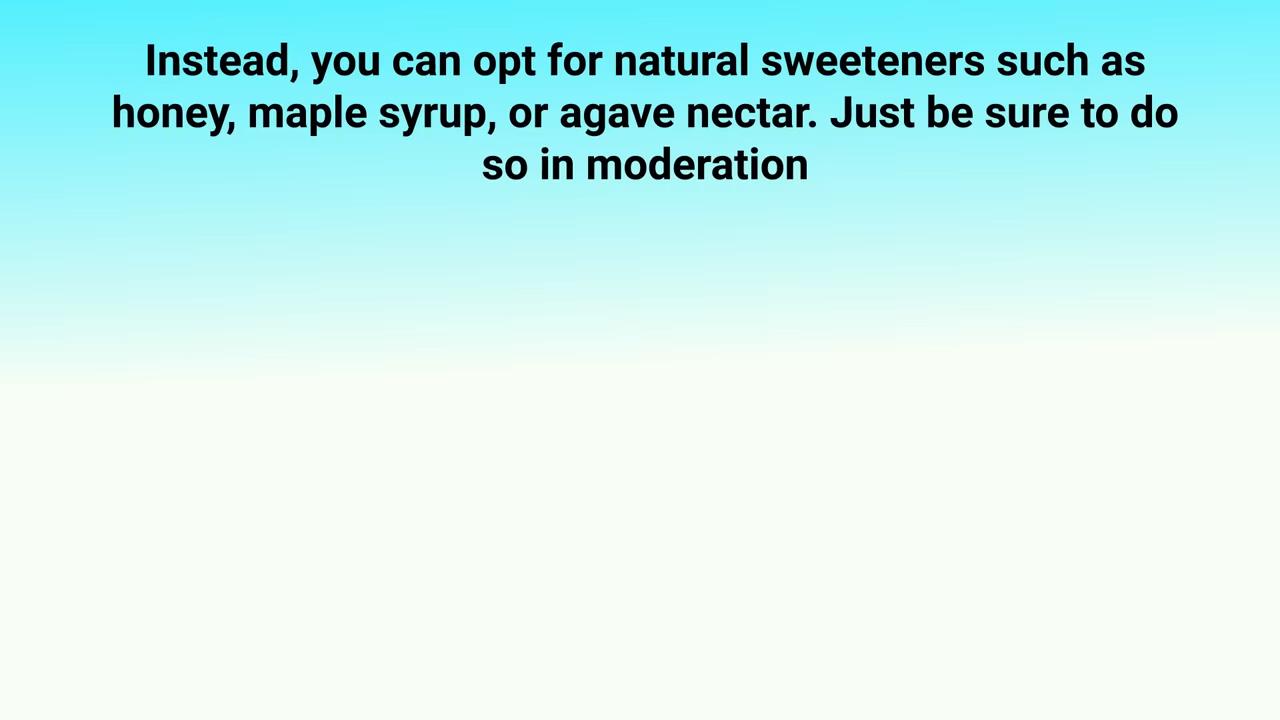 Instead, you can opt for natural sweeteners such as
honey, maple syrup, or agave nectar. Just be sure to do
so in moderation